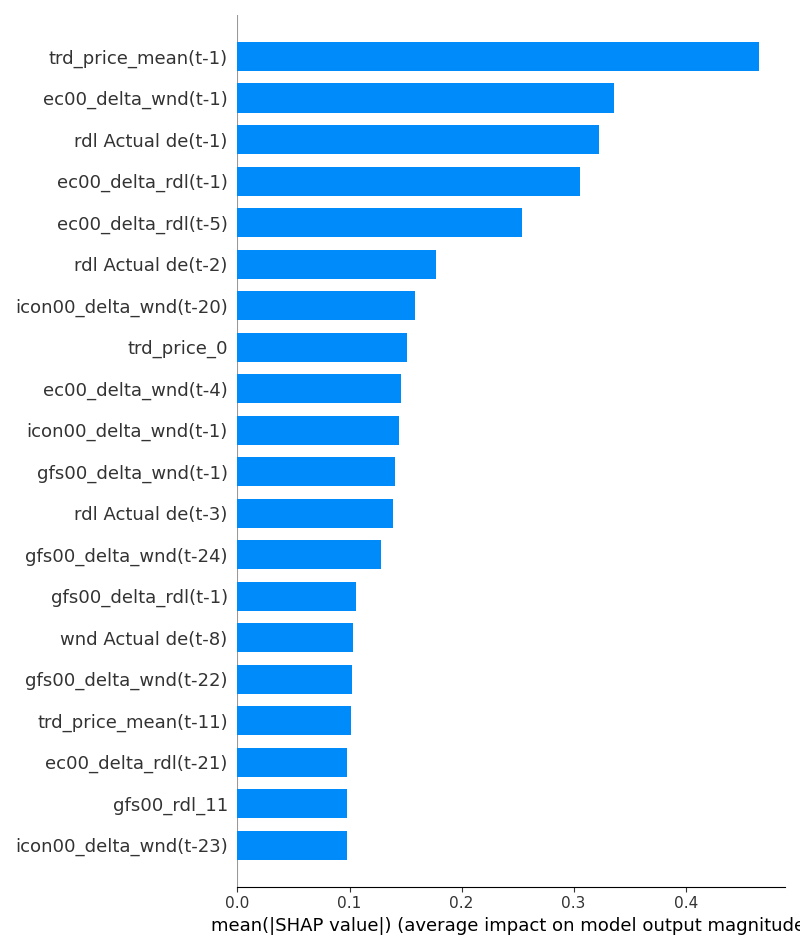 trd_price_mean(t-1)
ec00_delta_wnd(t-1)
rdl Actual de(t-1)
ec00_delta_rdl(t-1)
ec00_delta_rdl(t-5)
rdl Actual de(t-2)
icon00_delta_wnd(t-20)
trd_price_0
ec00_delta_wnd(t-4)
icon00_delta_wnd(t-1)
gfs00_delta_wnd(t-1)
rdl Actual de(t-3)
gfs00_delta_wnd(t-24)
gfs00_delta_rdl(t-1)
wnd Actual de(t-8)
gfs00_delta_wnd(t-22)
trd_price_mean(t-11)
ec00_delta_rdl(t-21)
gfs00_rdl_11
icon00_delta_wnd(t-23)
0.0 0.1 0.2 0.3 0.4
mean(|SHAP value|) (average impact on model output magnitude